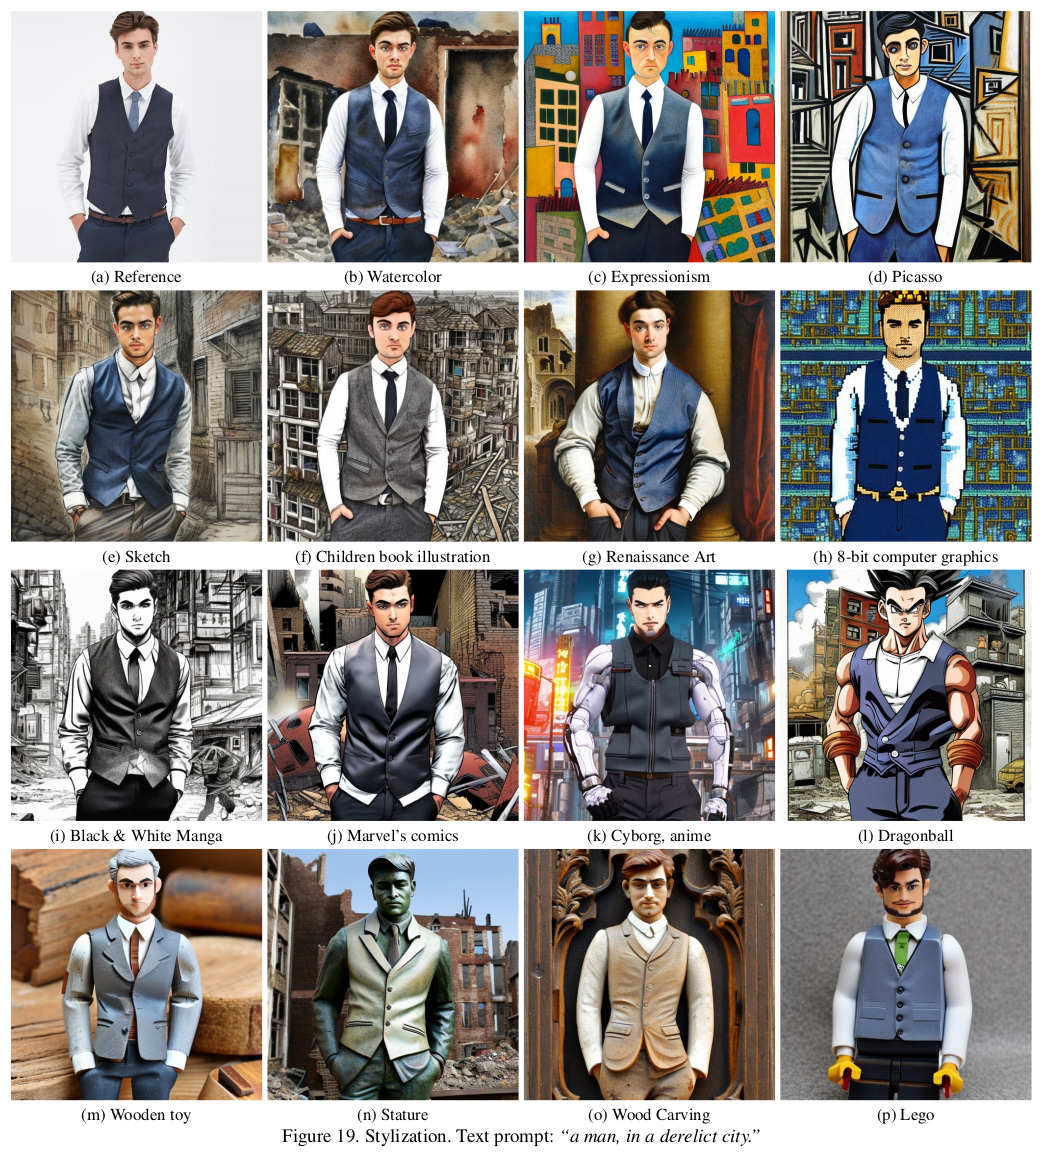 (a) Reference
(b) Watercolor
(c) Expressionism
(d) Picasso
(e) Sketch
(f) Children book illustration
(g) Renaissance Art
(h) 8-bit computer graphics
(i) Black & White Manga
(j) Marvel's comics
(k) Cyborg, anime
(l) Dragonball
(m) Wooden toy
(n) Stature
(o) Wood Carving
(p) Lego
Figure 19. Stylization. Text prompt: “a man, in a derelict city.”